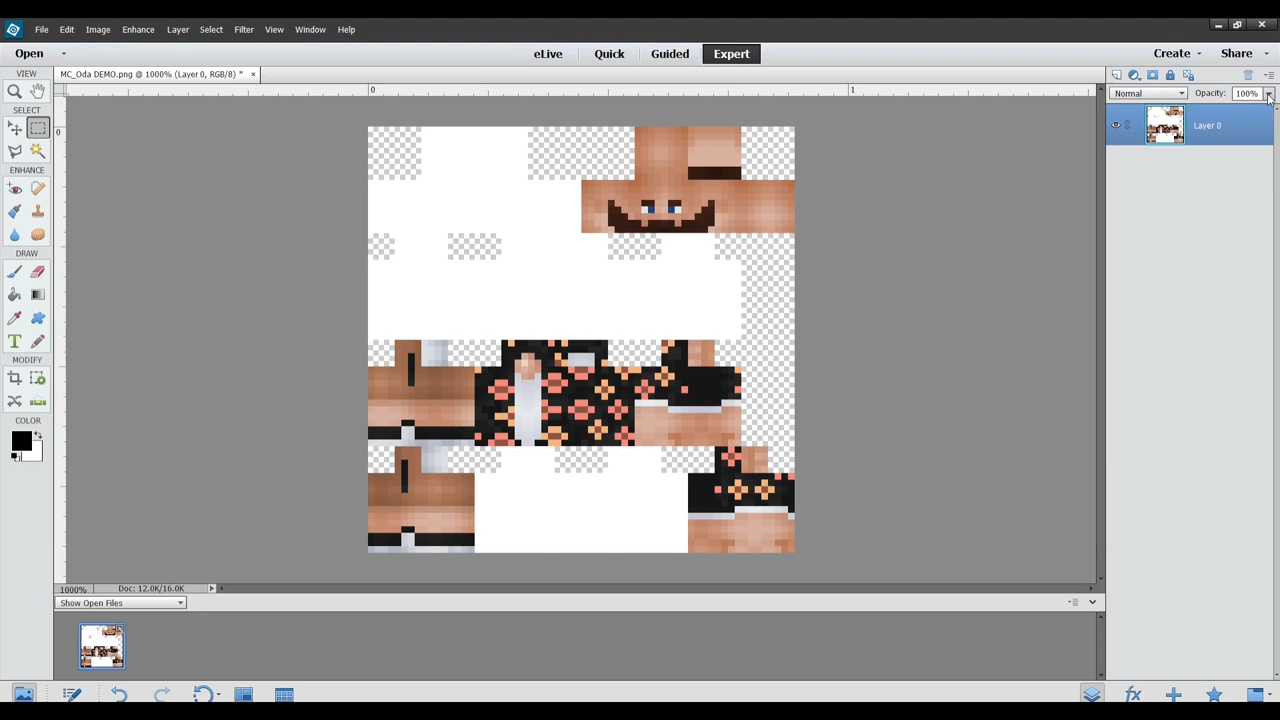 File Edit Image Enhance Layer Select Filter View Window Help
Open eLive Quick Guided Expert Create Share
VIEW
MC_Oda DEMO.png @ 1000% (Layer 0, RGB/8) * ×
Normal Opacity: 100%
0 1
SELECT
0
Layer 0
ENHANCE
DRAW
T
MODIFY
COLOR
1000% Doc: 12.0K/16.0K
Show Open Files
fx